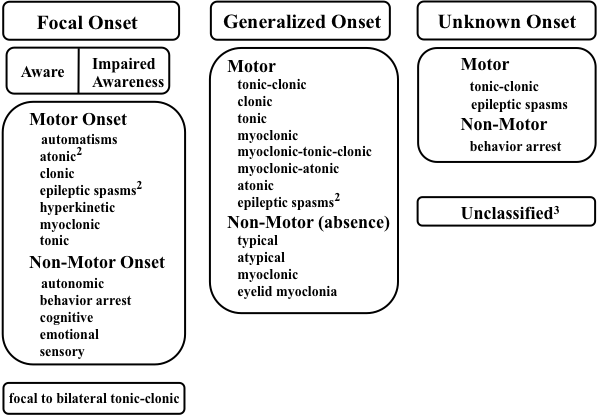 Focal Onset
Aware
Impaired
Awareness
Motor Onset
automatisms
atonic²
clonic
epileptic spasms²
hyperkinetic
myoclonic
tonic
Non-Motor Onset
autonomic
behavior arrest
cognitive
emotional
sensory
focal to bilateral tonic-clonic
Generalized Onset
Motor
tonic-clonic
clonic
tonic
myoclonic
myoclonic-tonic-clonic
myoclonic-atonic
atonic
epileptic spasms²
Non-Motor (absence)
typical
atypical
myoclonic
eyelid myoclonia
Unknown Onset
Motor
tonic-clonic
epileptic spasms
Non-Motor
behavior arrest
Unclassified³